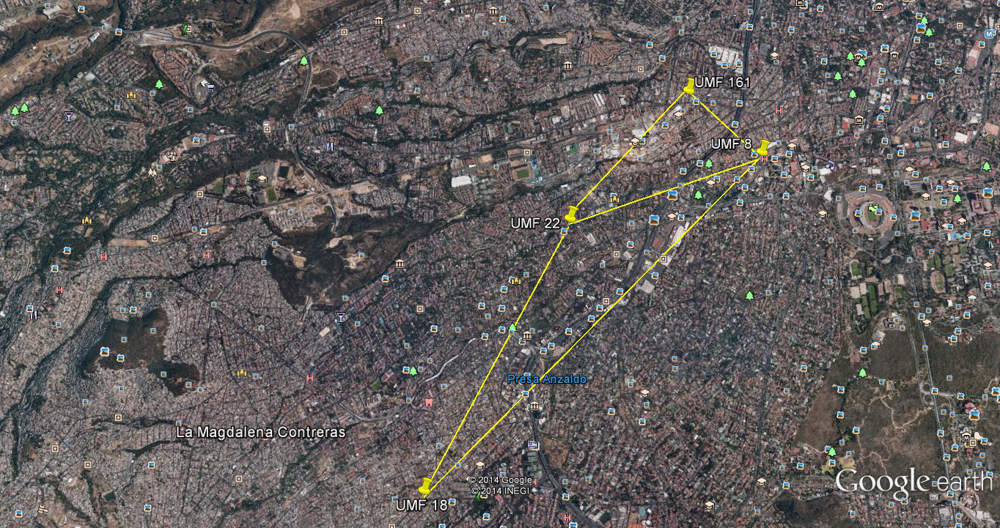 UMF 161
UMF 8
UMF 22
Presa Anzaldo
La Magdalena Contreras
© 2014 Google
© 2014 INEGI
Google earth
UMF 18